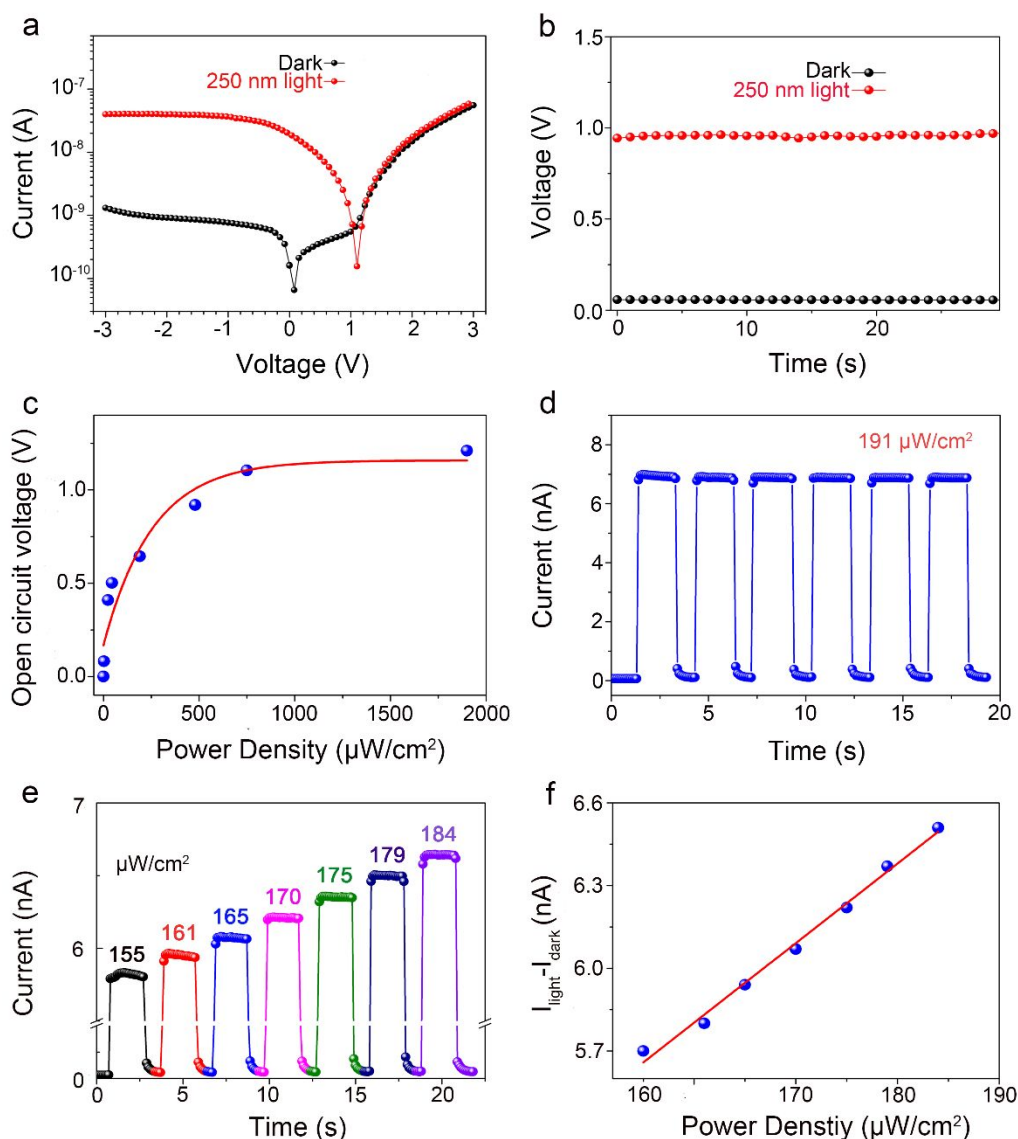 a
Dark
250 nm light
10⁻⁷
10⁻⁸
10⁻⁹
10⁻¹⁰
Current (A)
-3 -2 -1 0 1 2 3
Voltage (V)
b
Dark
250 nm light
1.5
1.0
0.5
0.0
Voltage (V)
0 10 20
Time (s)
c
1.0
0.5
0.0
Open circuit voltage (V)
0 500 1000 1500 2000
Power Density (μW/cm²)
d
191 μW/cm²
8
6
4
2
0
Current (nA)
0 5 10 15 20
Time (s)
e
7
6
0
Current (nA)
μW/cm²
155
161
165
170
175
179
184
0 5 10 15 20
Time (s)
f
6.6
6.3
6.0
5.7
I_light-I_dark (nA)
160 170 180 190
Power Denstiy (μW/cm²)